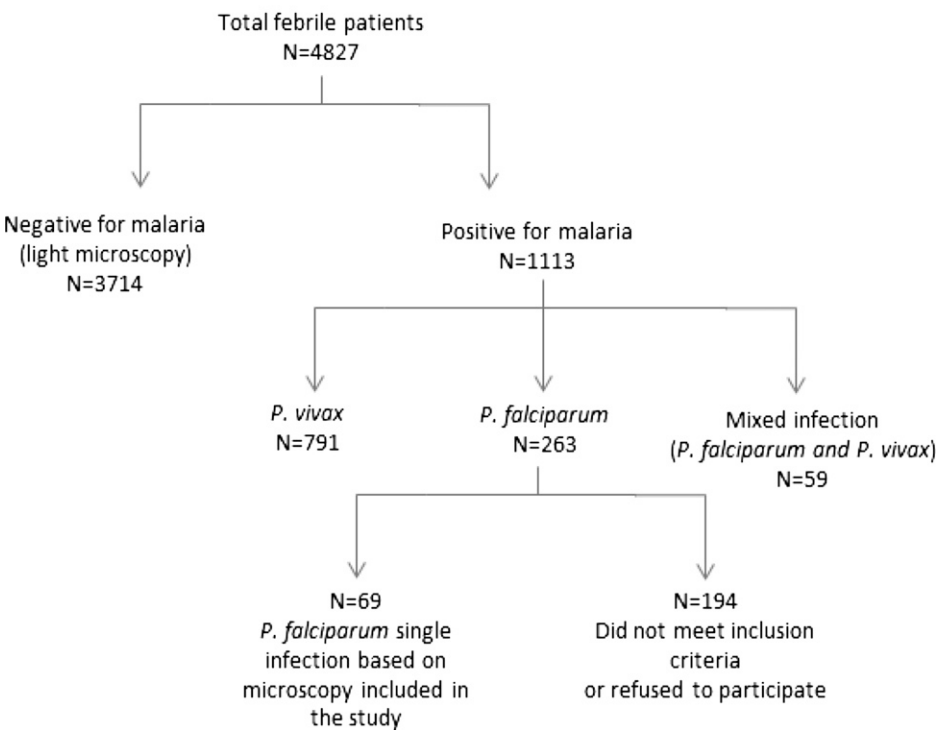 Total febrile patients
N=4827
Negative for malaria
(light microscopy)
N=3714
Positive for malaria
N=1113
P. vivax
N=791
P. falciparum
N=263
Mixed infection
(P. falciparum and P. vivax)
N=59
N=69
P. falciparum single
infection based on
microscopy included in
the study
N=194
Did not meet inclusion
criteria
or refused to participate